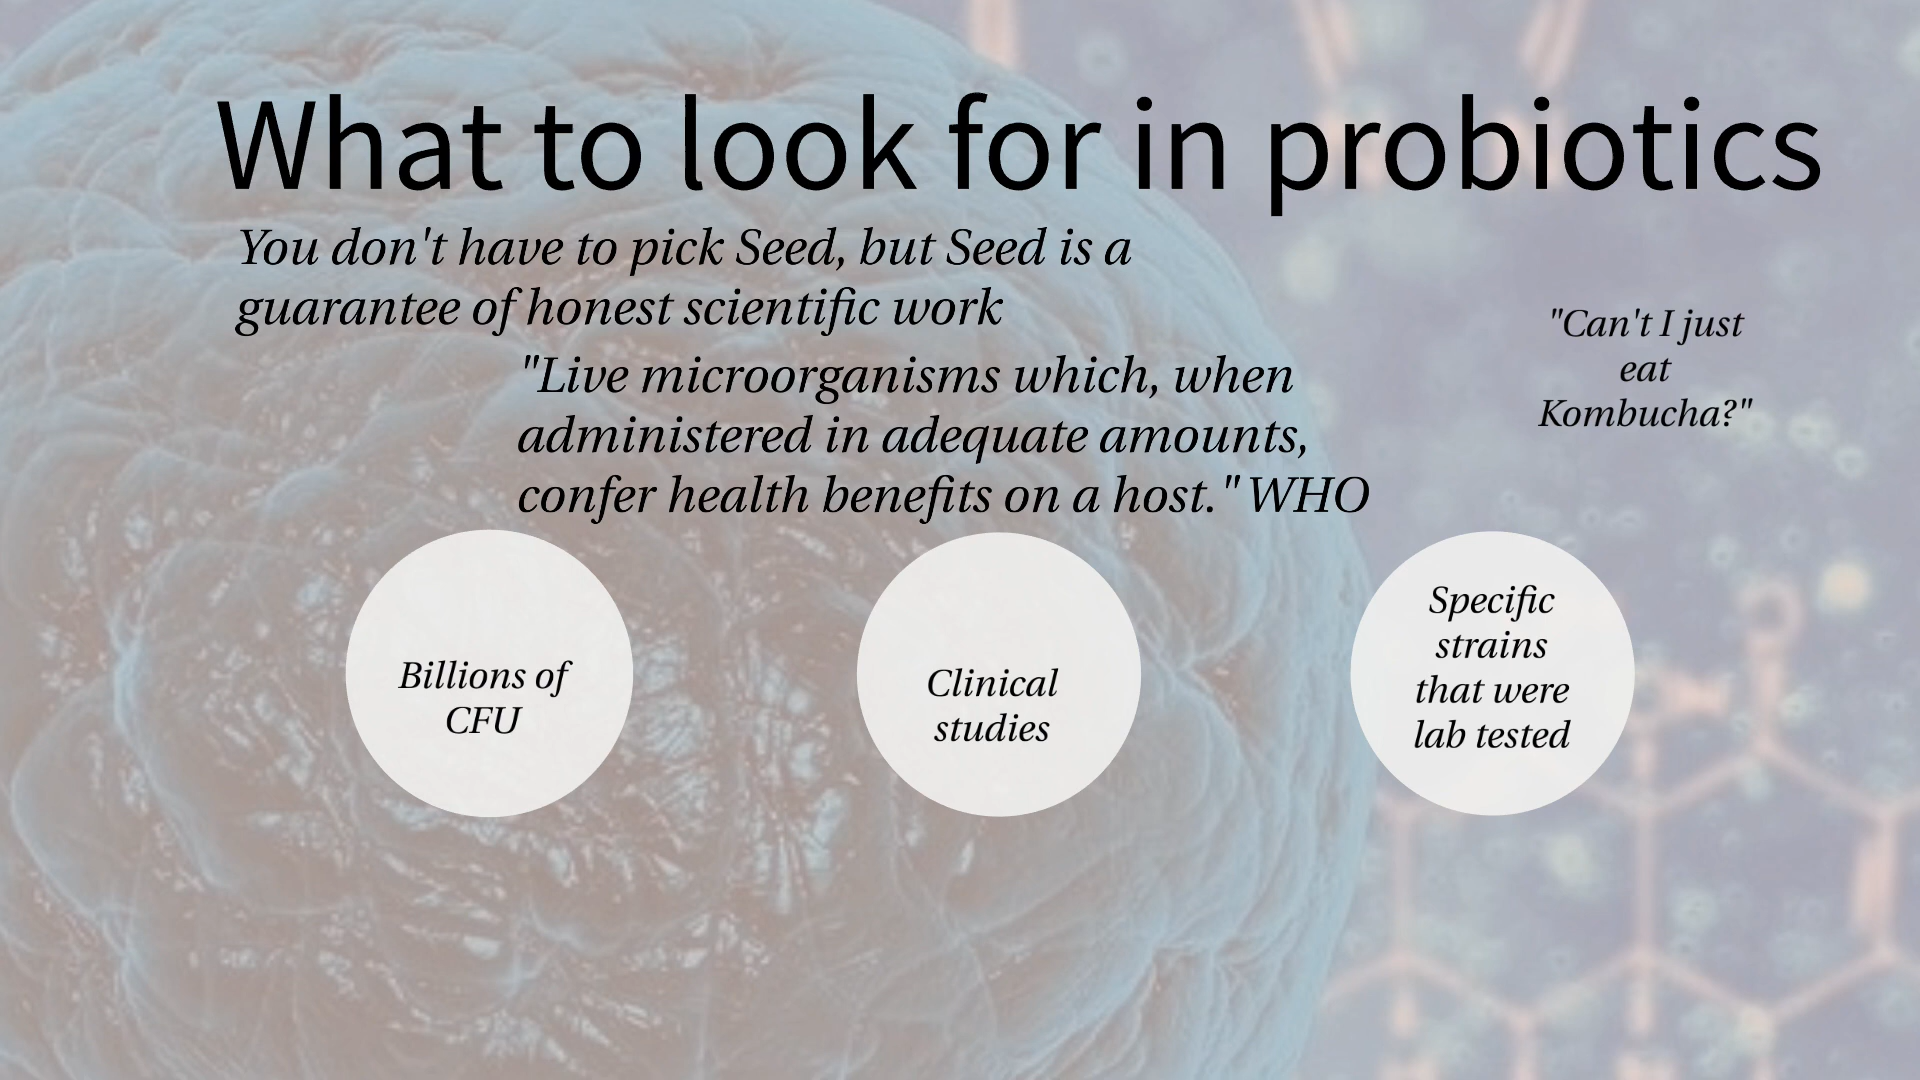 What to look for in probiotics
You don't have to pick Seed, but Seed is a
guarantee of honest scientific work
"Can't I just
eat
Kombucha?"
"Live microorganisms which, when
administered in adequate amounts,
confer health benefits on a host." WHO
Billions of
CFU
Clinical
studies
Specific
strains
that were
lab tested